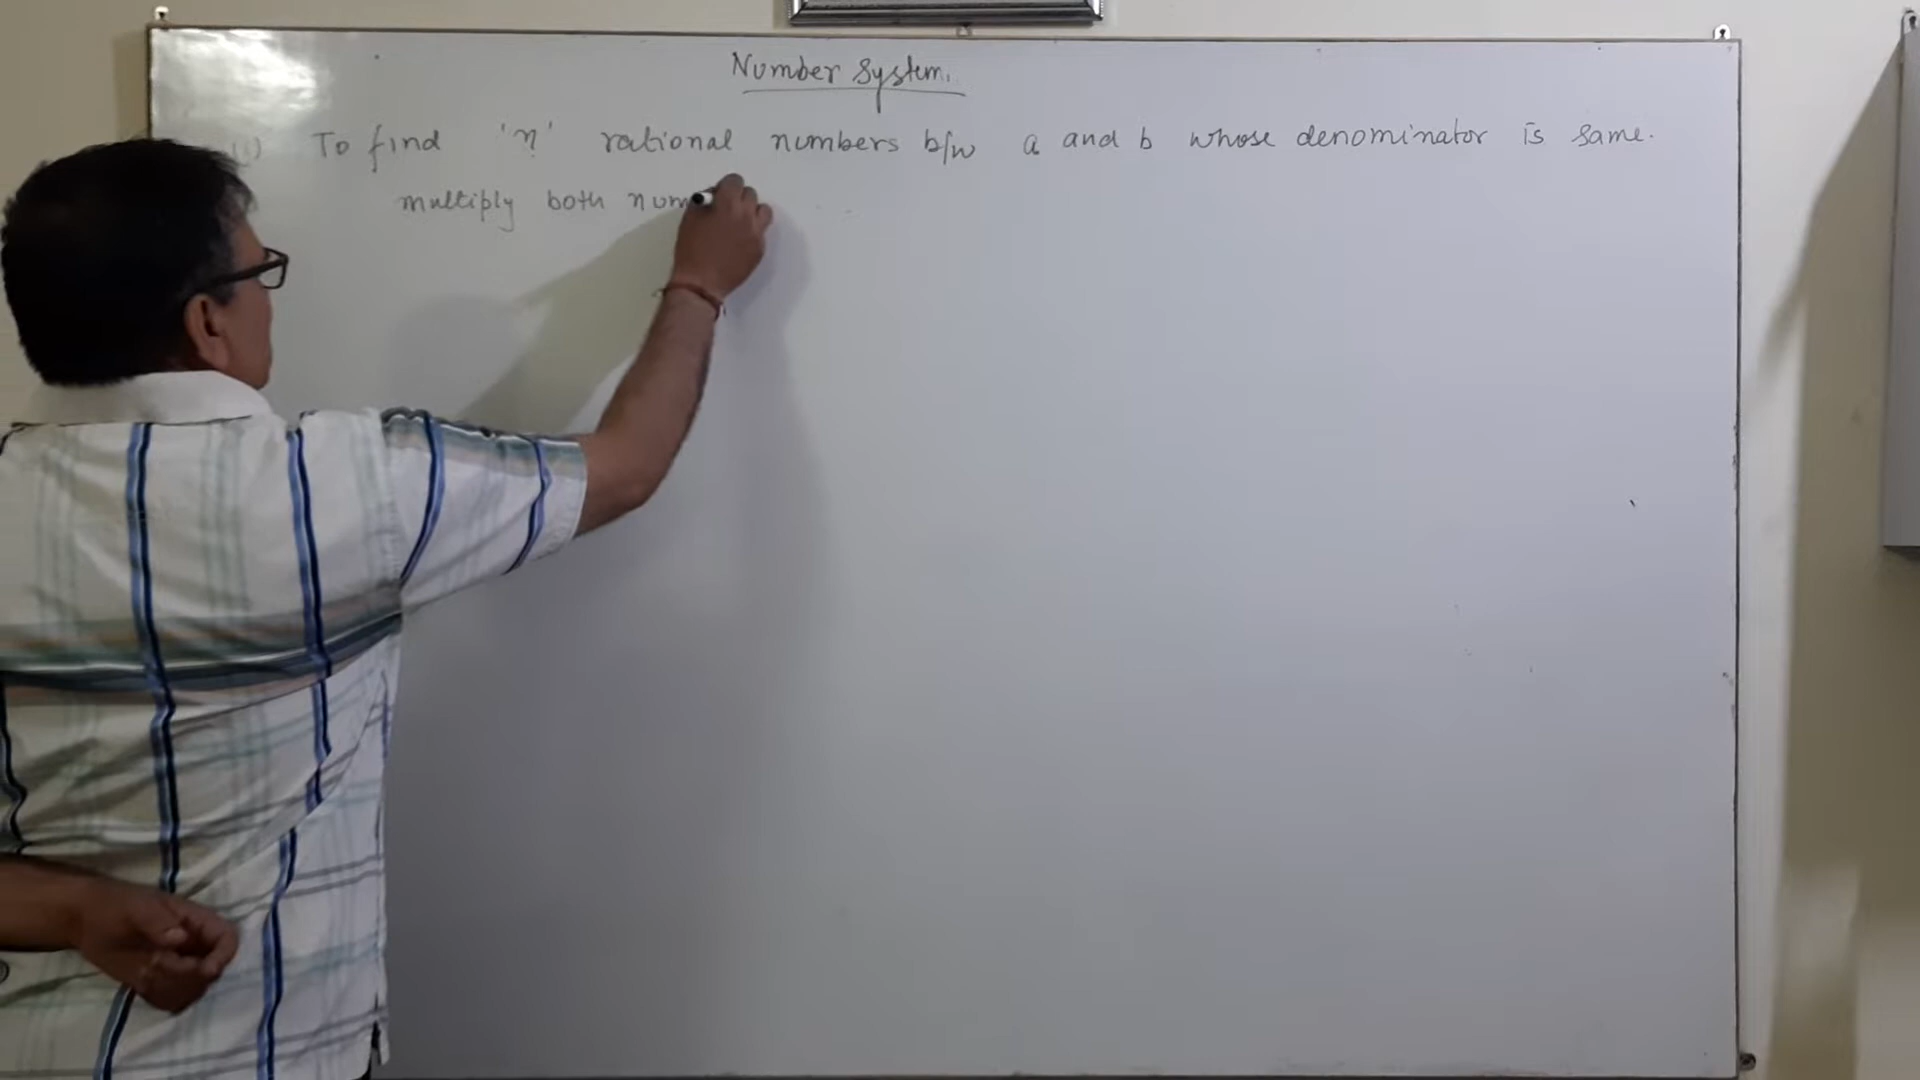 Number System.
(i) To find 'n' rational numbers b/w a and b whose denominator is same.
multiply both num